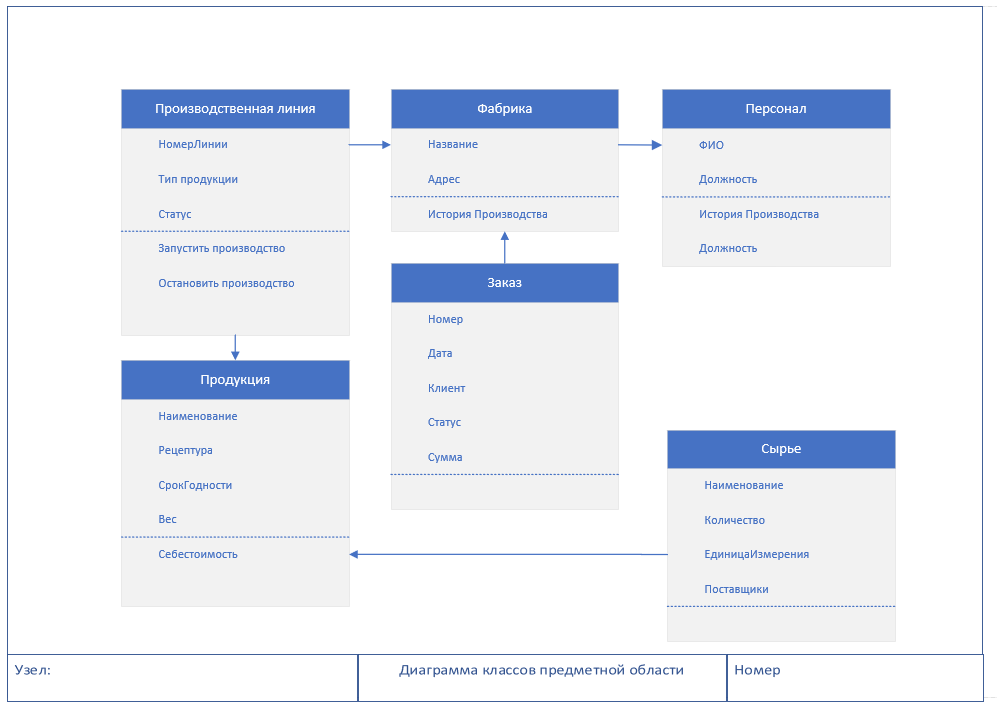 Производственная линия
НомерЛинии
Тип продукции
Статус
Запустить производство
Остановить производство
Фабрика
Название
Адрес
История Производства
Персонал
ФИО
Должность
История Производства
Должность
Заказ
Номер
Дата
Клиент
Статус
Сумма
Продукция
Наименование
Рецептура
СрокГодности
Вес
Себестоимость
Сырье
Наименование
Количество
ЕдиницаИзмерения
Поставщики
Узел:
Диаграмма классов предметной области
Номер